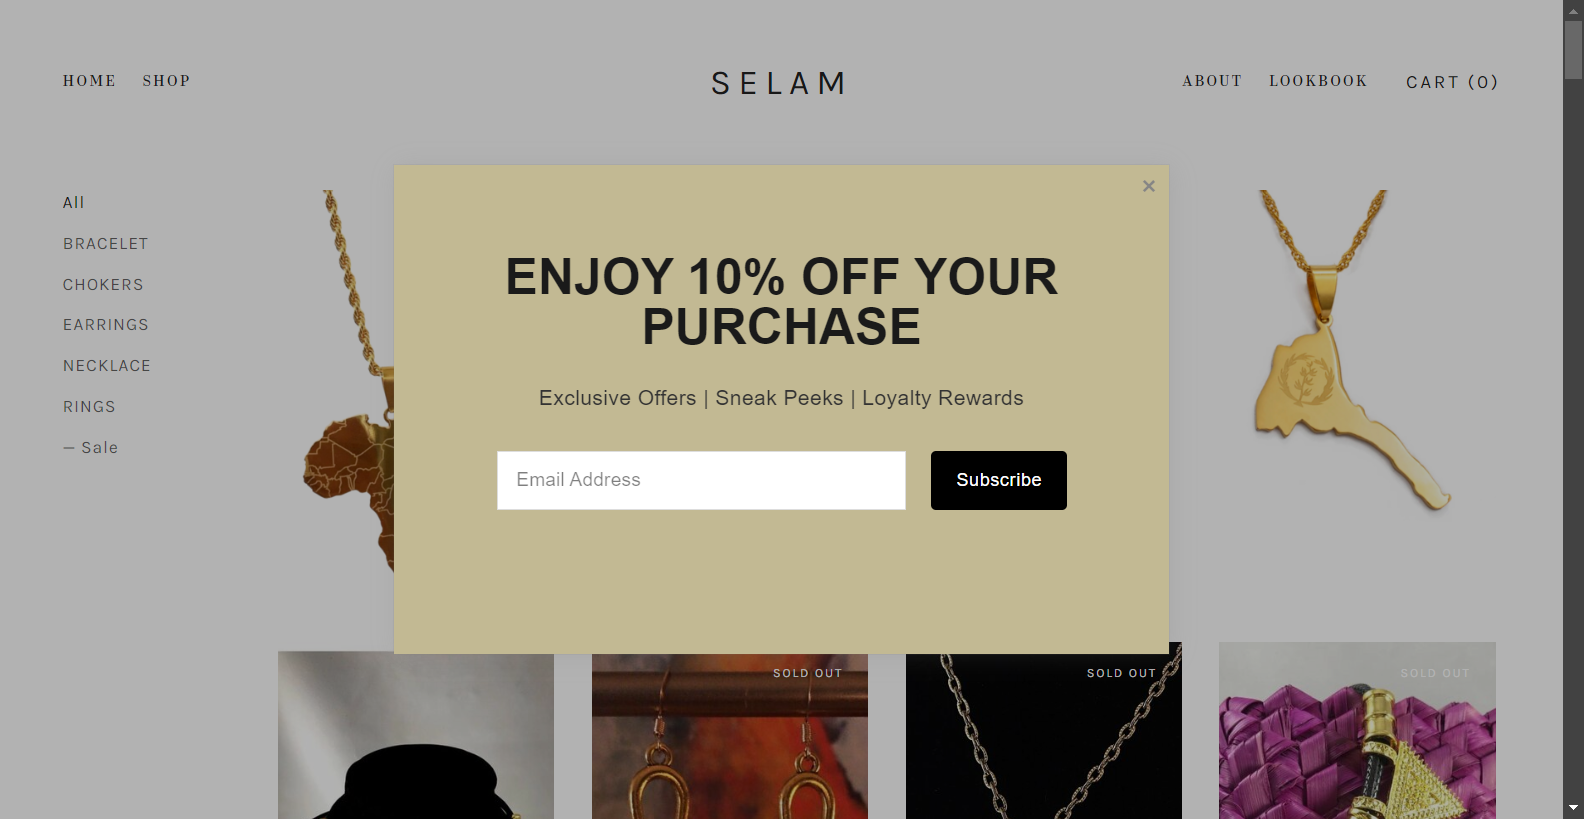 HOME SHOP
SELAM
ABOUT LOOKBOOK CART (0)
All
BRACELET
CHOKERS
EARRINGS
NECKLACE
RINGS
— Sale
×
ENJOY 10% OFF YOUR
PURCHASE
Exclusive Offers | Sneak Peeks | Loyalty Rewards
Email Address
Subscribe
SOLD OUT
SOLD OUT
SOLD OUT